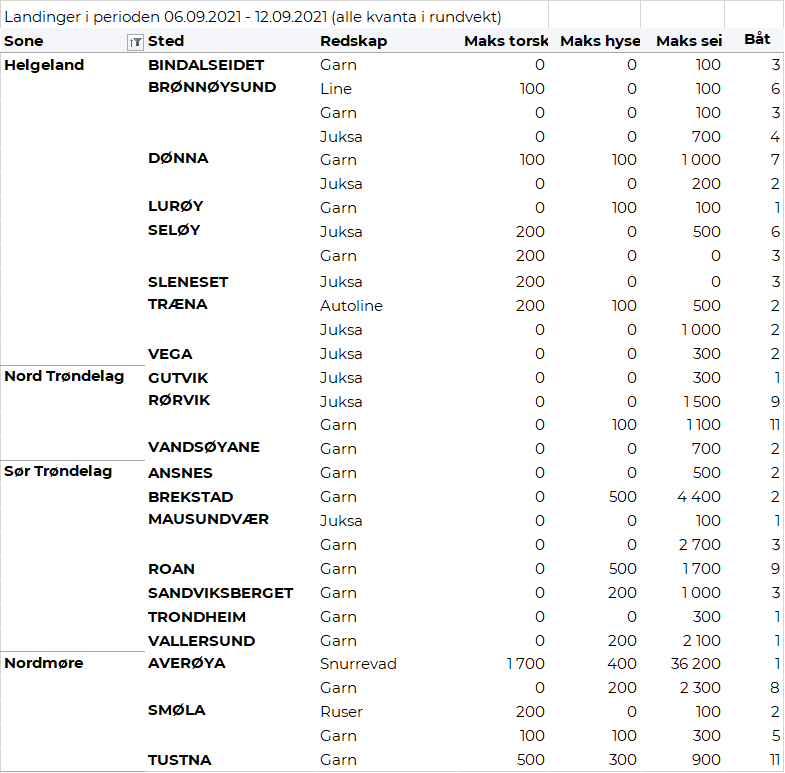 Landinger i perioden 06.09.2021 - 12.09.2021 (alle kvanta i rundvekt)
Sone Sted Redskap Maks torsk Maks hyse Maks sei Båt
Helgeland BINDALSEIDET Garn 0 0 100 3
BRØNNØYSUND Line 100 0 100 6
Garn 0 0 100 3
Juksa 0 0 700 4
DØNNA Garn 100 100 1 000 7
Juksa 0 0 200 2
LURØY Garn 0 100 100 1
SELØY Juksa 200 0 500 6
Garn 200 0 0 3
SLENESET Juksa 200 0 0 3
TRÆNA Autoline 200 100 500 2
Juksa 0 0 1 000 2
VEGA Juksa 0 0 300 2
Nord Trøndelag GUTVIK Juksa 0 0 300 1
RØRVIK Juksa 0 0 1 500 9
Garn 0 100 1 100 11
VANDSØYANE Garn 0 0 700 2
Sør Trøndelag ANSNES Garn 0 0 500 2
BREKSTAD Garn 0 500 4 400 2
MAUSUNDVÆR Juksa 0 0 100 1
Garn 0 0 2 700 3
ROAN Garn 0 500 1 700 9
SANDVIKSBERGET Garn 0 200 1 000 3
TRONDHEIM Garn 0 0 300 1
VALLERSUND Garn 0 200 2 100 1
Nordmøre AVERØYA Snurrevad 1 700 400 36 200 1
Garn 0 200 2 300 8
SMØLA Ruser 200 0 100 2
Garn 100 100 300 5
TUSTNA Garn 500 300 900 11